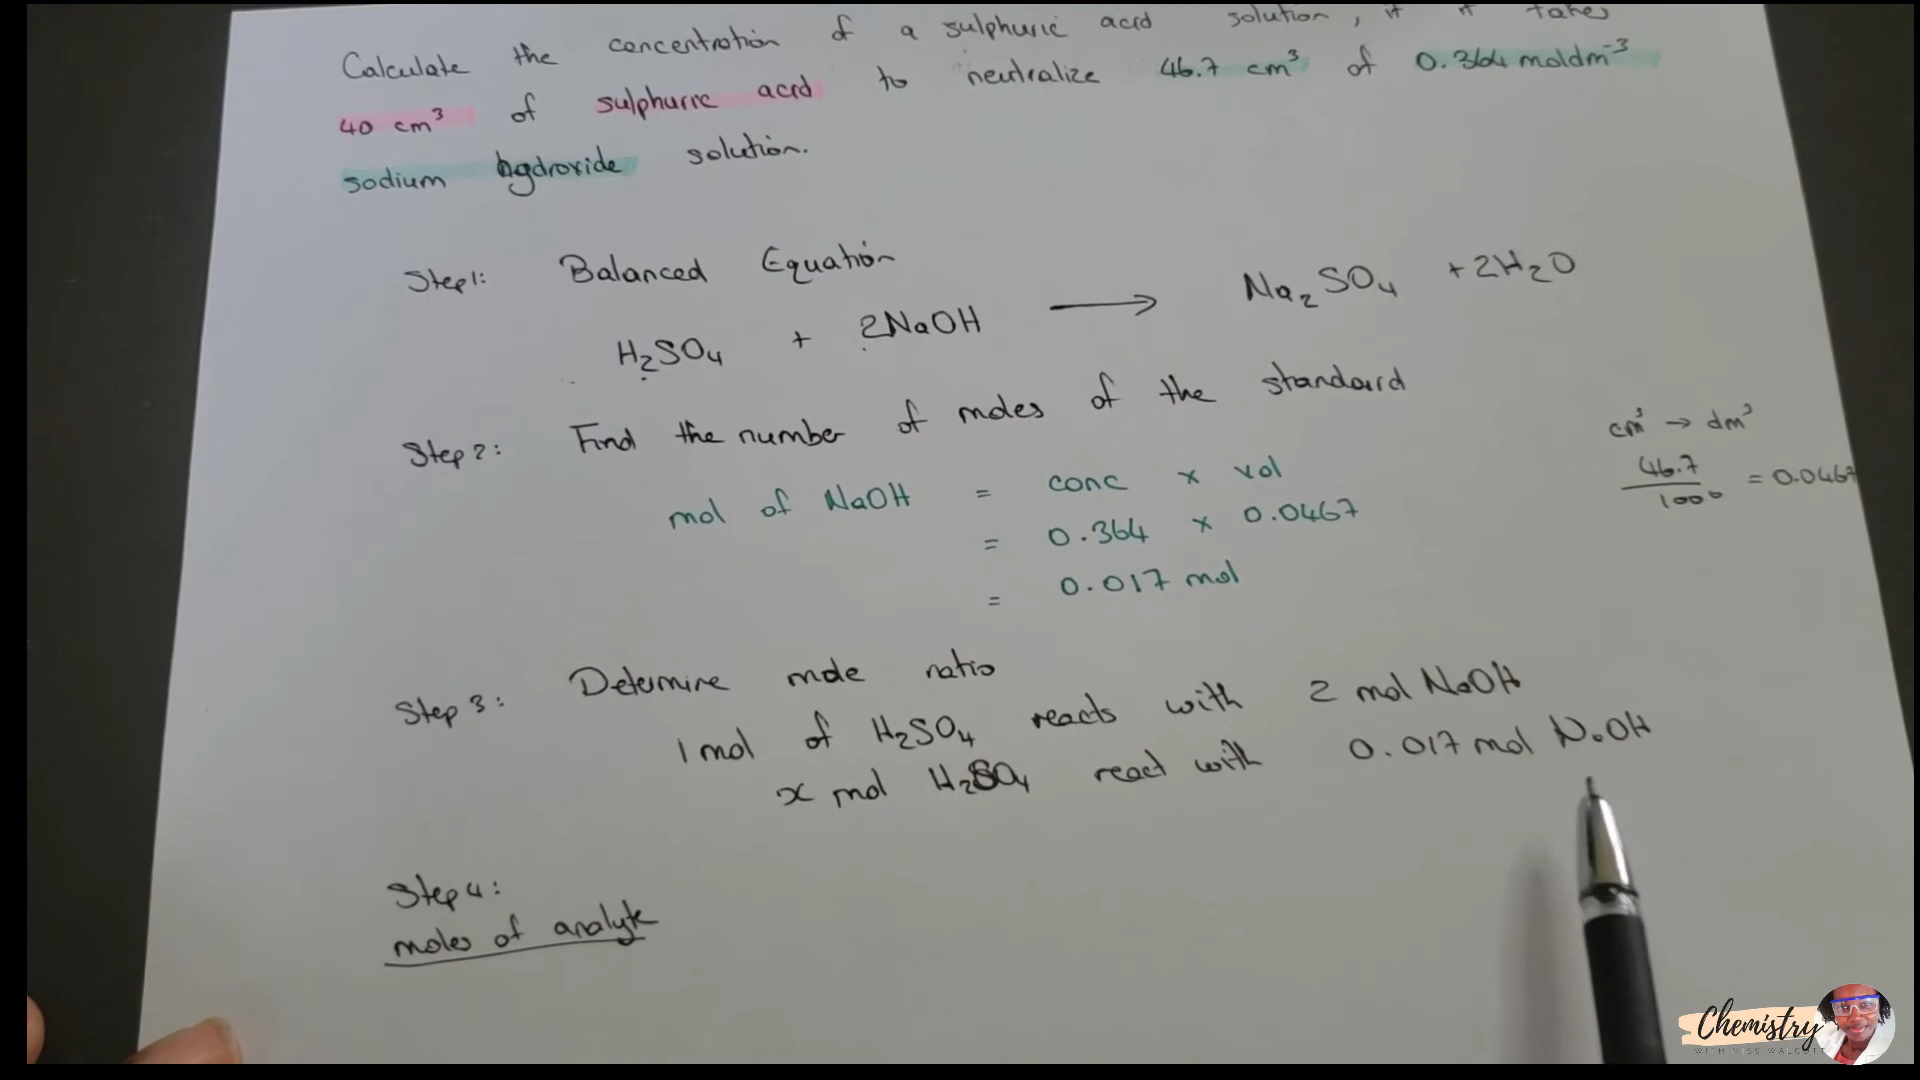 Calculate the concentration of a sulphuric acid solution, if it takes
40 cm³ of sulphuric acid to neutralize 46.7 cm³ of 0.364 moldm⁻³
sodium hydroxide solution.
Step 1: Balanced Equation
H₂SO₄ + 2NaOH → Na₂SO₄ + 2H₂O
Step 2: Find the number of moles of the standard
cm³ → dm³
46.7/1000 = 0.0467
mol of NaOH = conc x vol
= 0.364 x 0.0467
= 0.017 mol
Step 3: Determine mole ratio
1 mol of H₂SO₄ reacts with 2 mol NaOH
x mol H₂SO₄ react with 0.017 mol NaOH
Step 4:
moles of analyte
Chemistry
WITH MISS WALCOTT